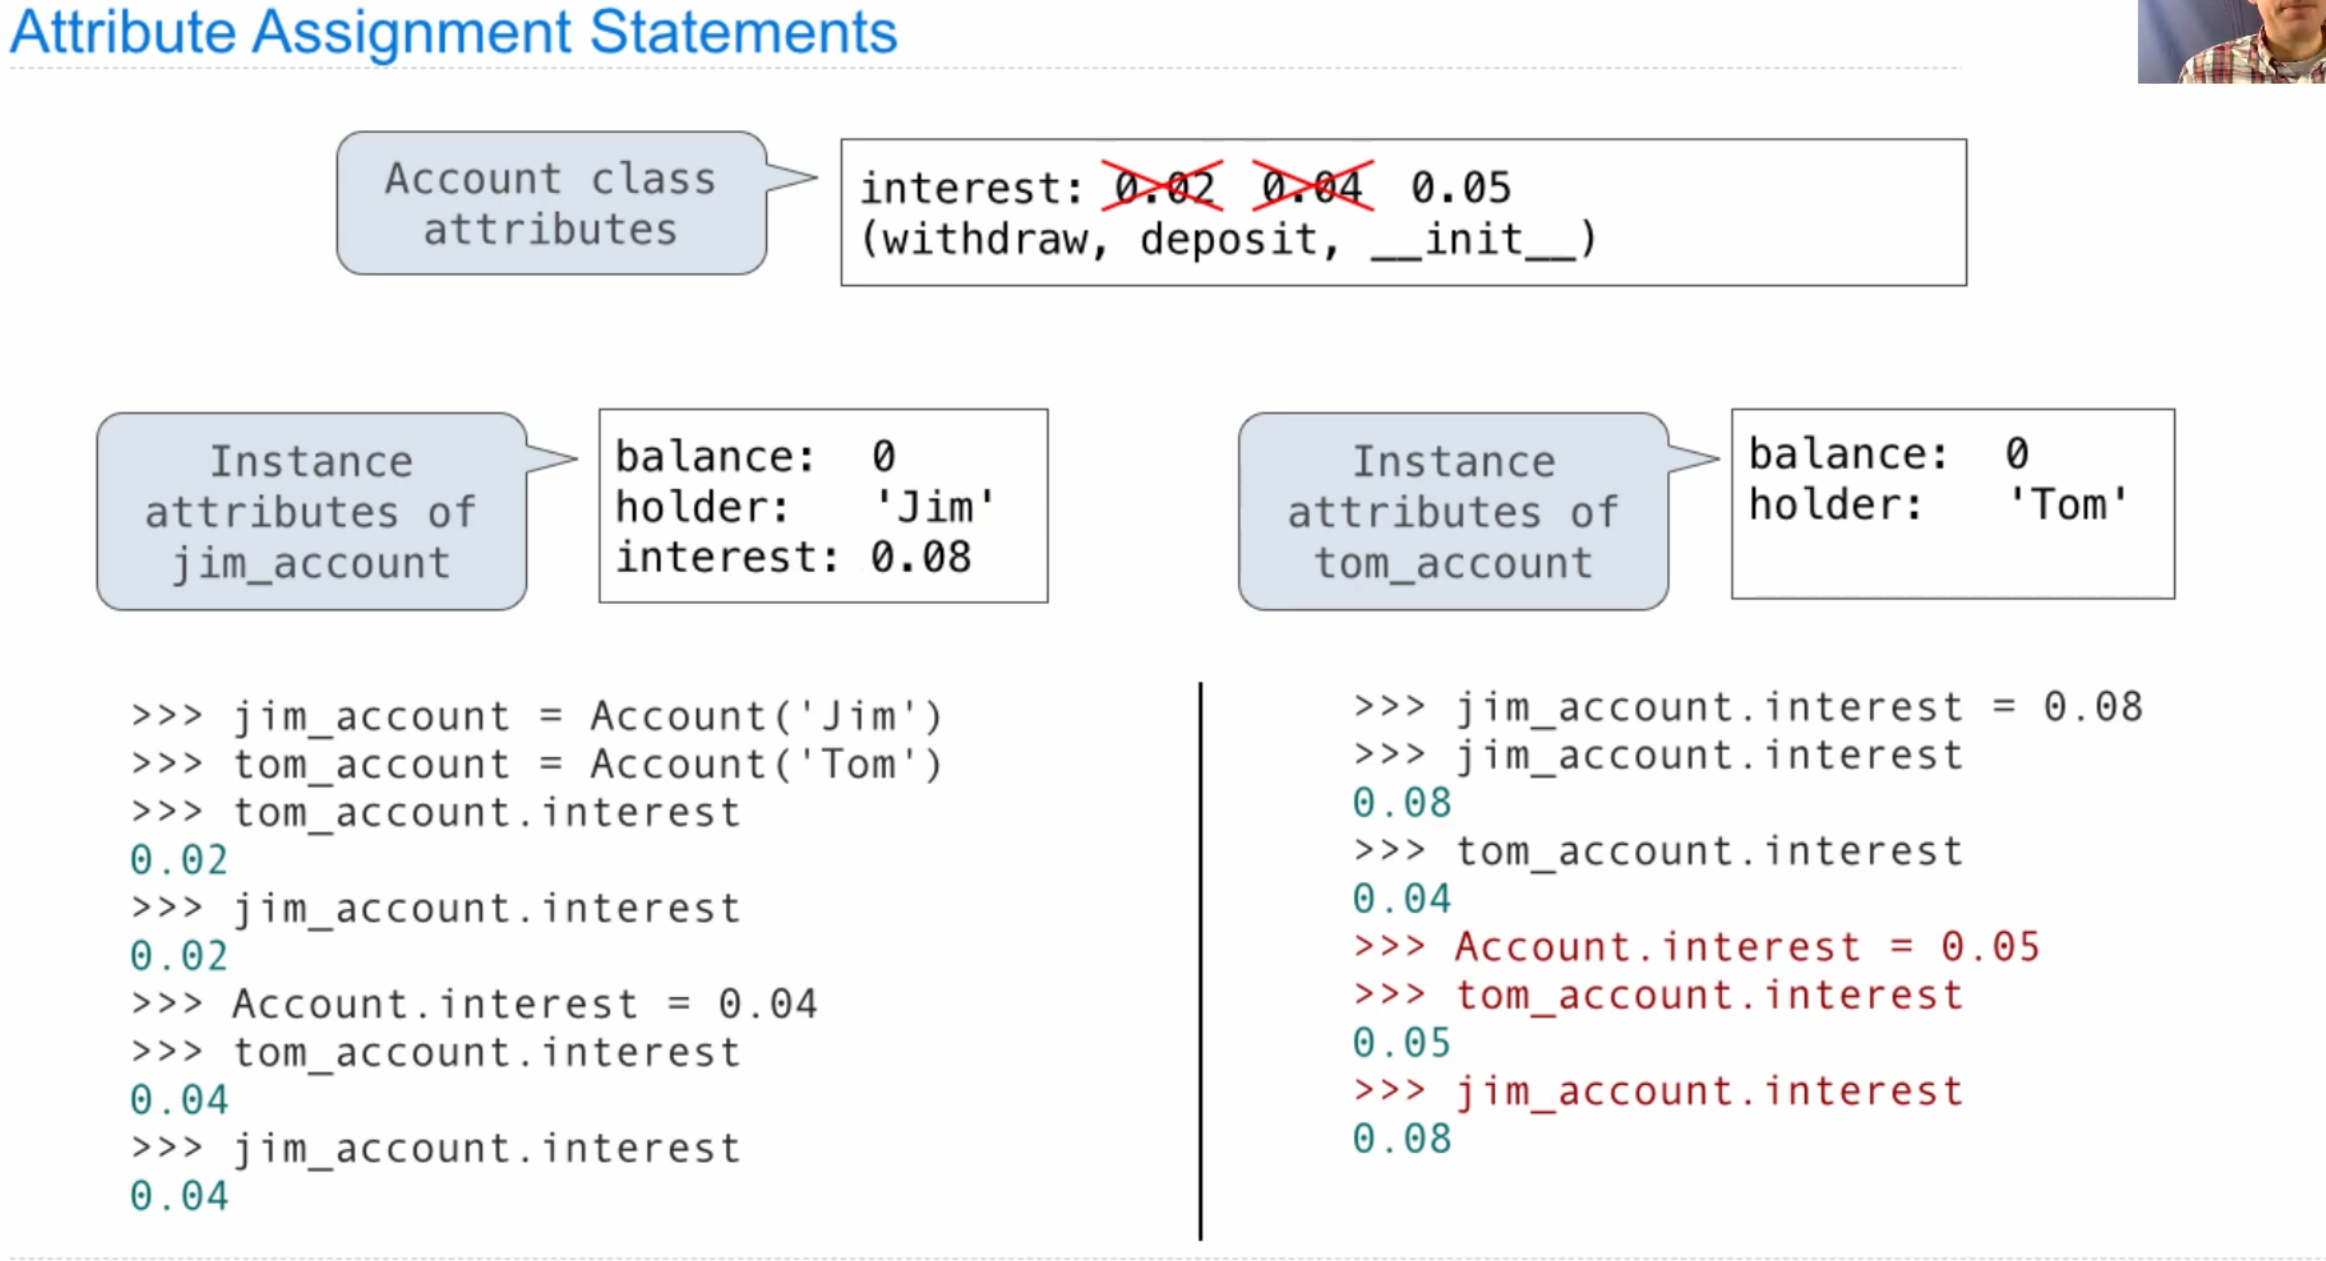 Attribute Assignment Statements
Account class
attributes
interest: 0.02 0.04 0.05
(withdraw, deposit, __init__)
Instance
attributes of
jim_account
balance: 0
holder: 'Jim'
interest: 0.08
Instance
attributes of
tom_account
balance: 0
holder: 'Tom'
>>> jim_account = Account('Jim')
>>> tom_account = Account('Tom')
>>> tom_account.interest
0.02
>>> jim_account.interest
0.02
>>> Account.interest = 0.04
>>> tom_account.interest
0.04
>>> jim_account.interest
0.04
>>> jim_account.interest = 0.08
>>> jim_account.interest
0.08
>>> tom_account.interest
0.04
>>> Account.interest = 0.05
>>> tom_account.interest
0.05
>>> jim_account.interest
0.08